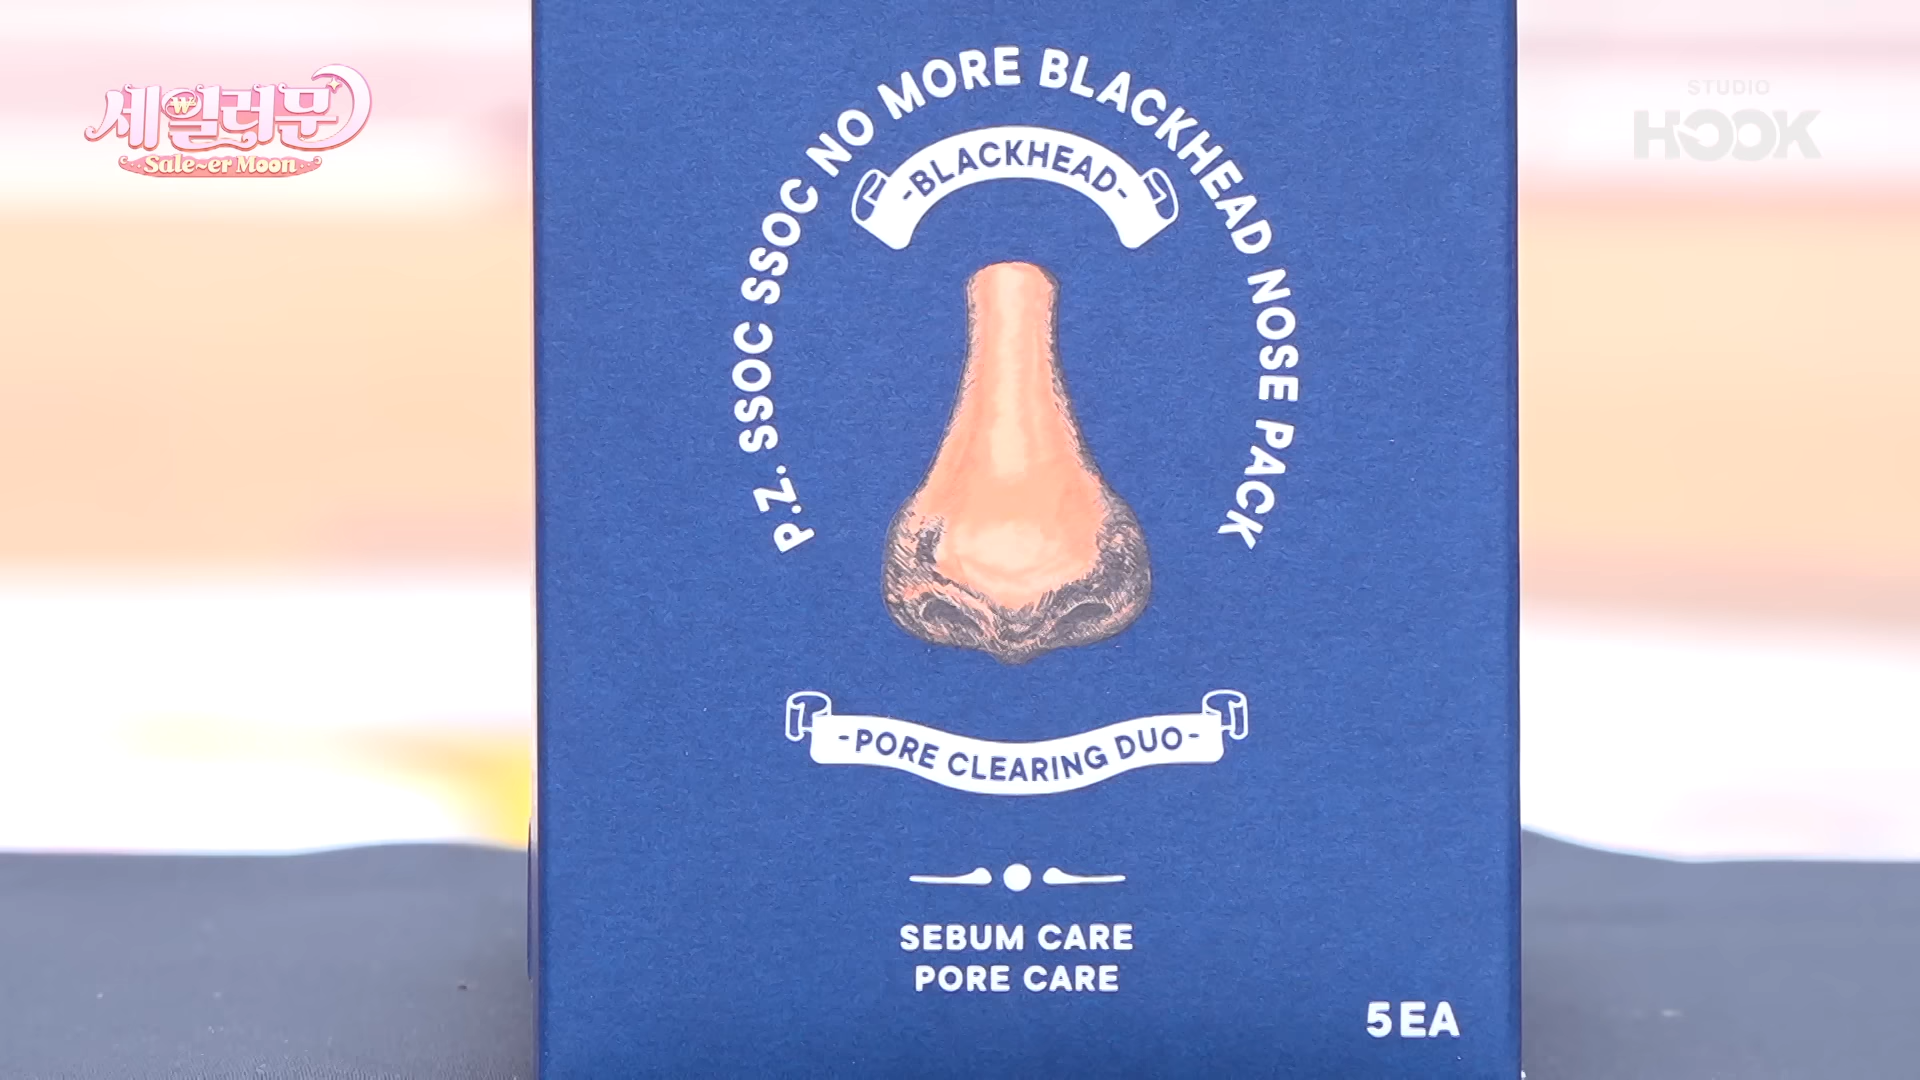 세일러문
Sale~er Moon
STUDIO
HOOK
P.Z. SSOC SSOC NO MORE BLACKHEAD NOSE PACK
-BLACKHEAD-
-PORE CLEARING DUO-
SEBUM CARE
PORE CARE
5EA